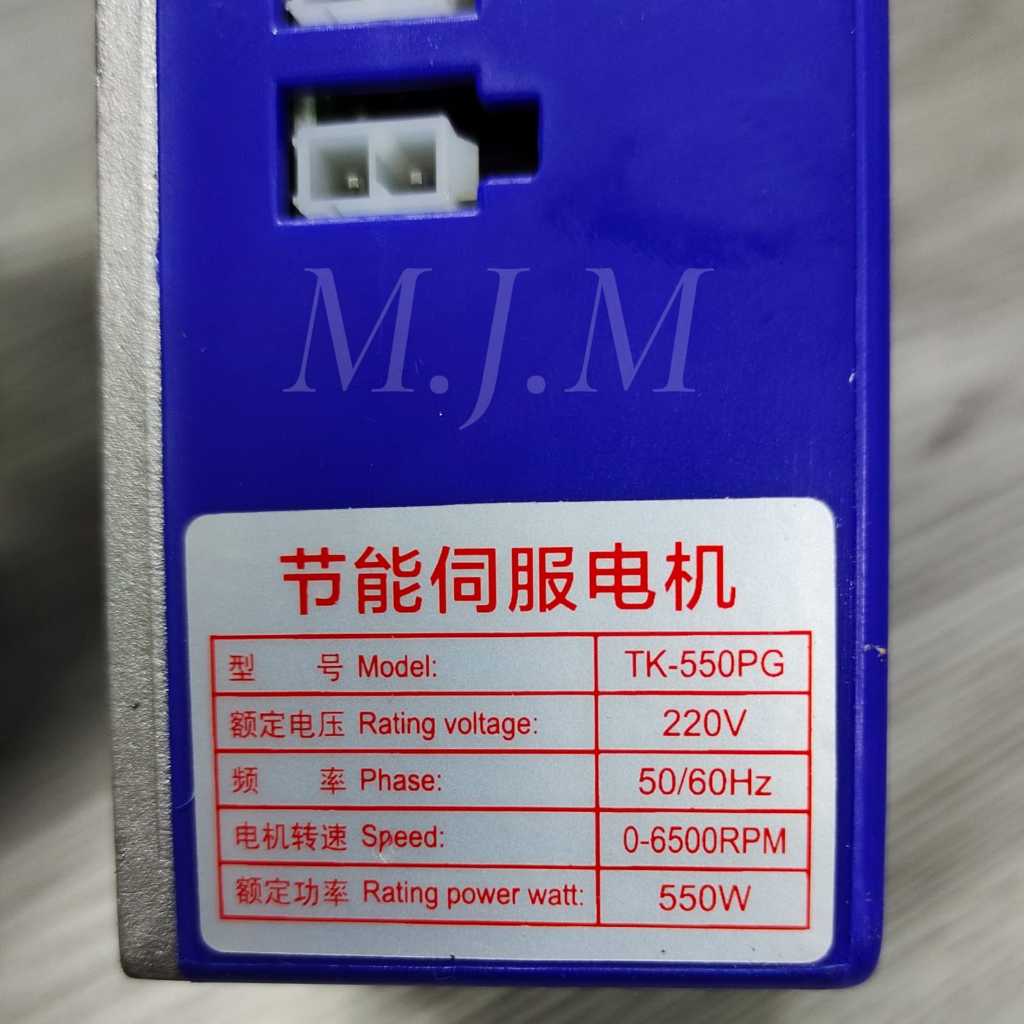 M.J.M
节能伺服电机
型 号 Model: TK-550PG
额定电压 Rating voltage: 220V
频 率 Phase: 50/60Hz
电机转速 Speed: 0-6500RPM
额定功率 Rating power watt: 550W